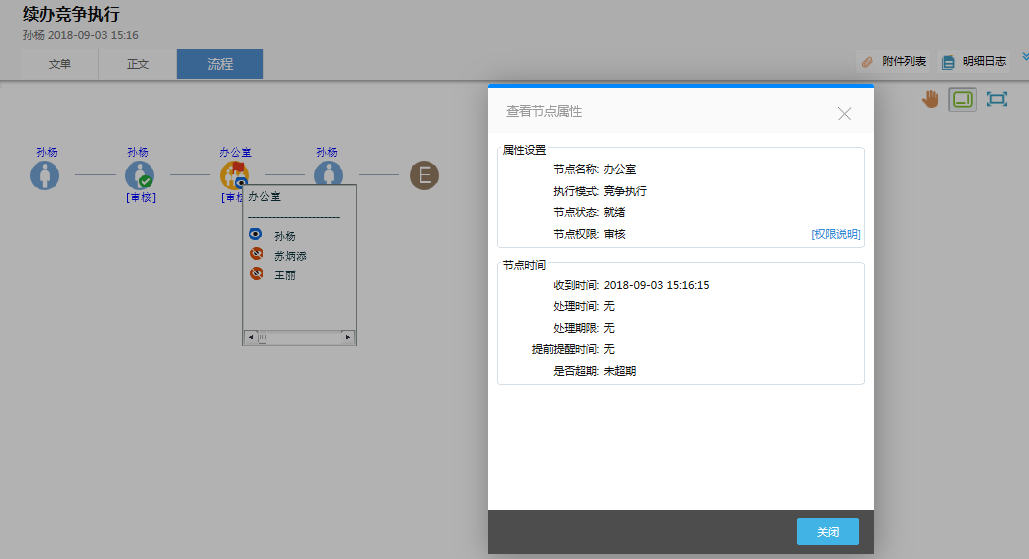 续办竞争执行
孙杨 2018-09-03 15:16
文单 正文 流程
附件列表 明细日志
孙杨 孙杨 办公室 孙杨
E
[审核] [审核
办公室
------------------------
孙杨
苏炳添
王丽
查看节点属性
属性设置
节点名称: 办公室
执行模式: 竞争执行
节点状态: 就绪
节点权限: 审核 [权限说明]
节点时间
收到时间: 2018-09-03 15:16:15
处理时间: 无
处理期限: 无
提前提醒时间: 无
是否超期: 未超期
关闭